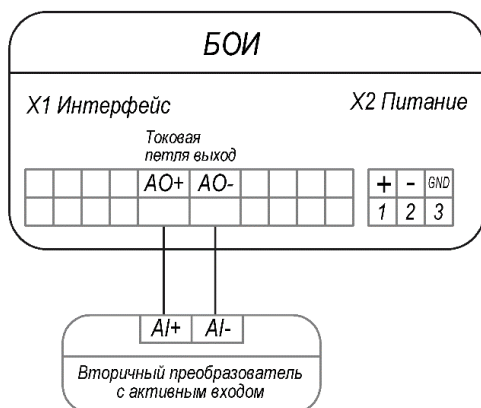 БОИ
X1 Интерфейс
X2 Питание
Токовая
петля выход
AO+ AO-
+ - GND
1 2 3
AI+ AI-
Вторичный преобразователь
с активным входом